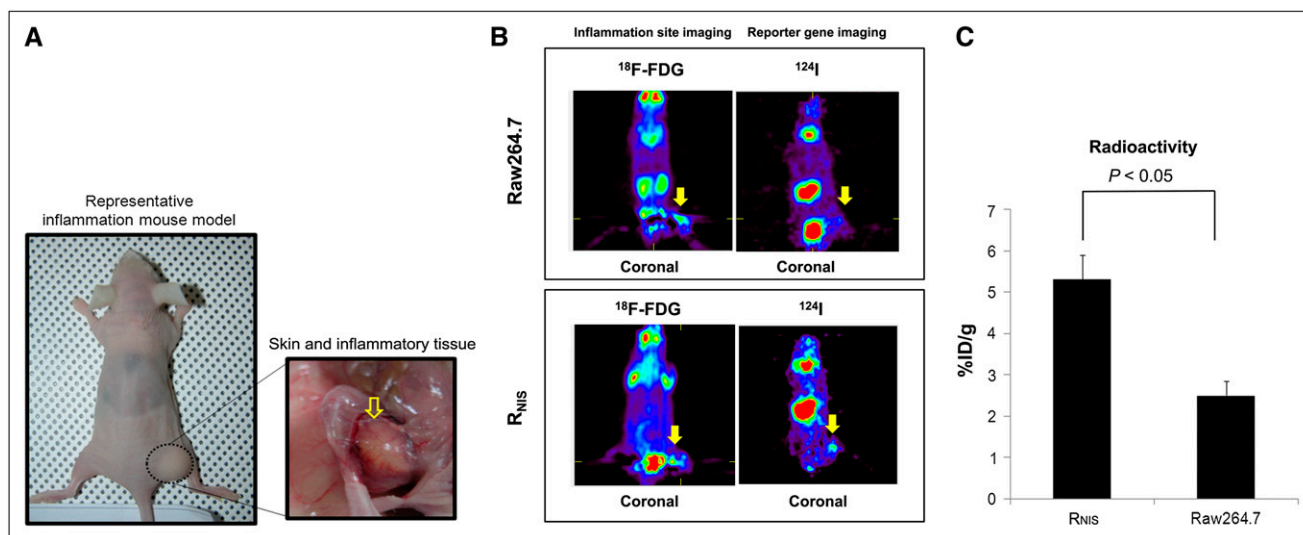 A
Representative
inflammation mouse model
Skin and inflammatory tissue
B
Inflammation site imaging
Reporter gene imaging
Raw264.7
¹⁸F-FDG
¹²⁴I
Coronal
Coronal
RNIS
¹⁸F-FDG
¹²⁴I
Coronal
Coronal
C
Radioactivity
P < 0.05
%ID/g
7
6
5
4
3
2
1
0
RNIS
Raw264.7